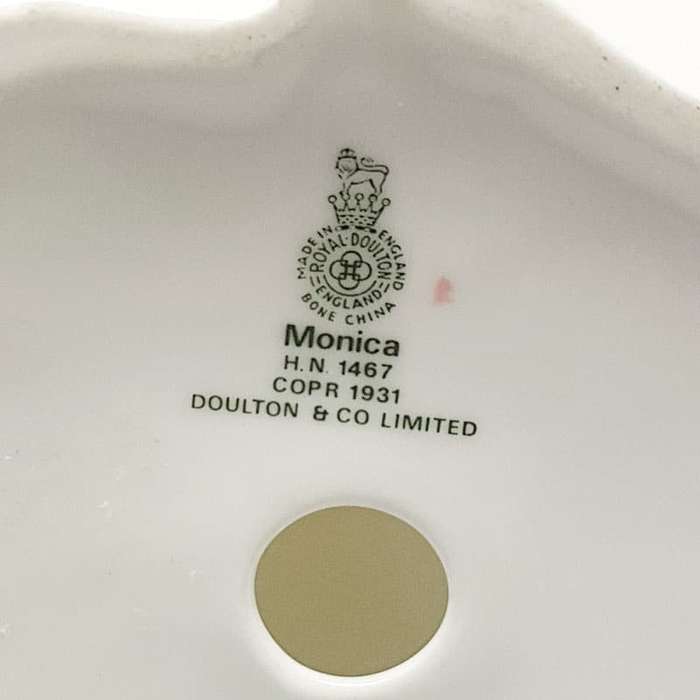 MADE IN ENGLAND
ROYAL·DOULTON
ENGLAND
BONE CHINA
Monica
H.N. 1467
COPR 1931
DOULTON & CO LIMITED